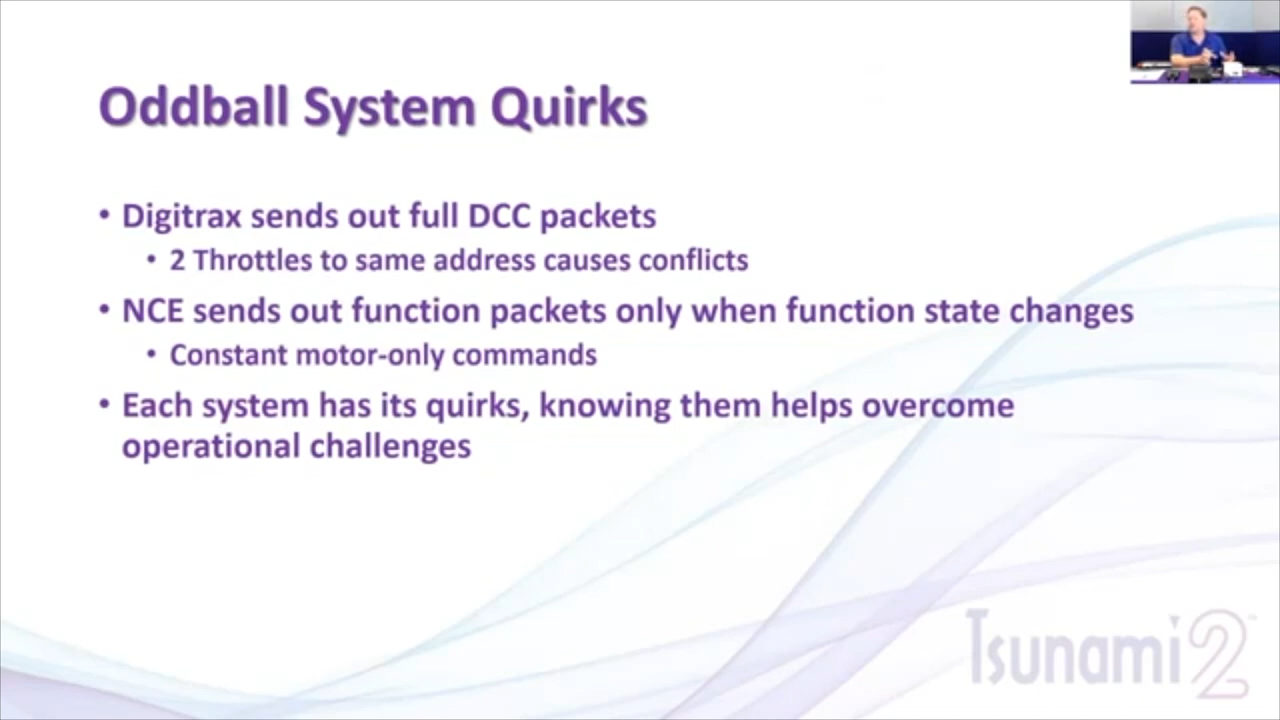 Oddball System Quirks
• Digitrax sends out full DCC packets
• 2 Throttles to same address causes conflicts
• NCE sends out function packets only when function state changes
• Constant motor-only commands
• Each system has its quirks, knowing them helps overcome
operational challenges
Tsunami2™